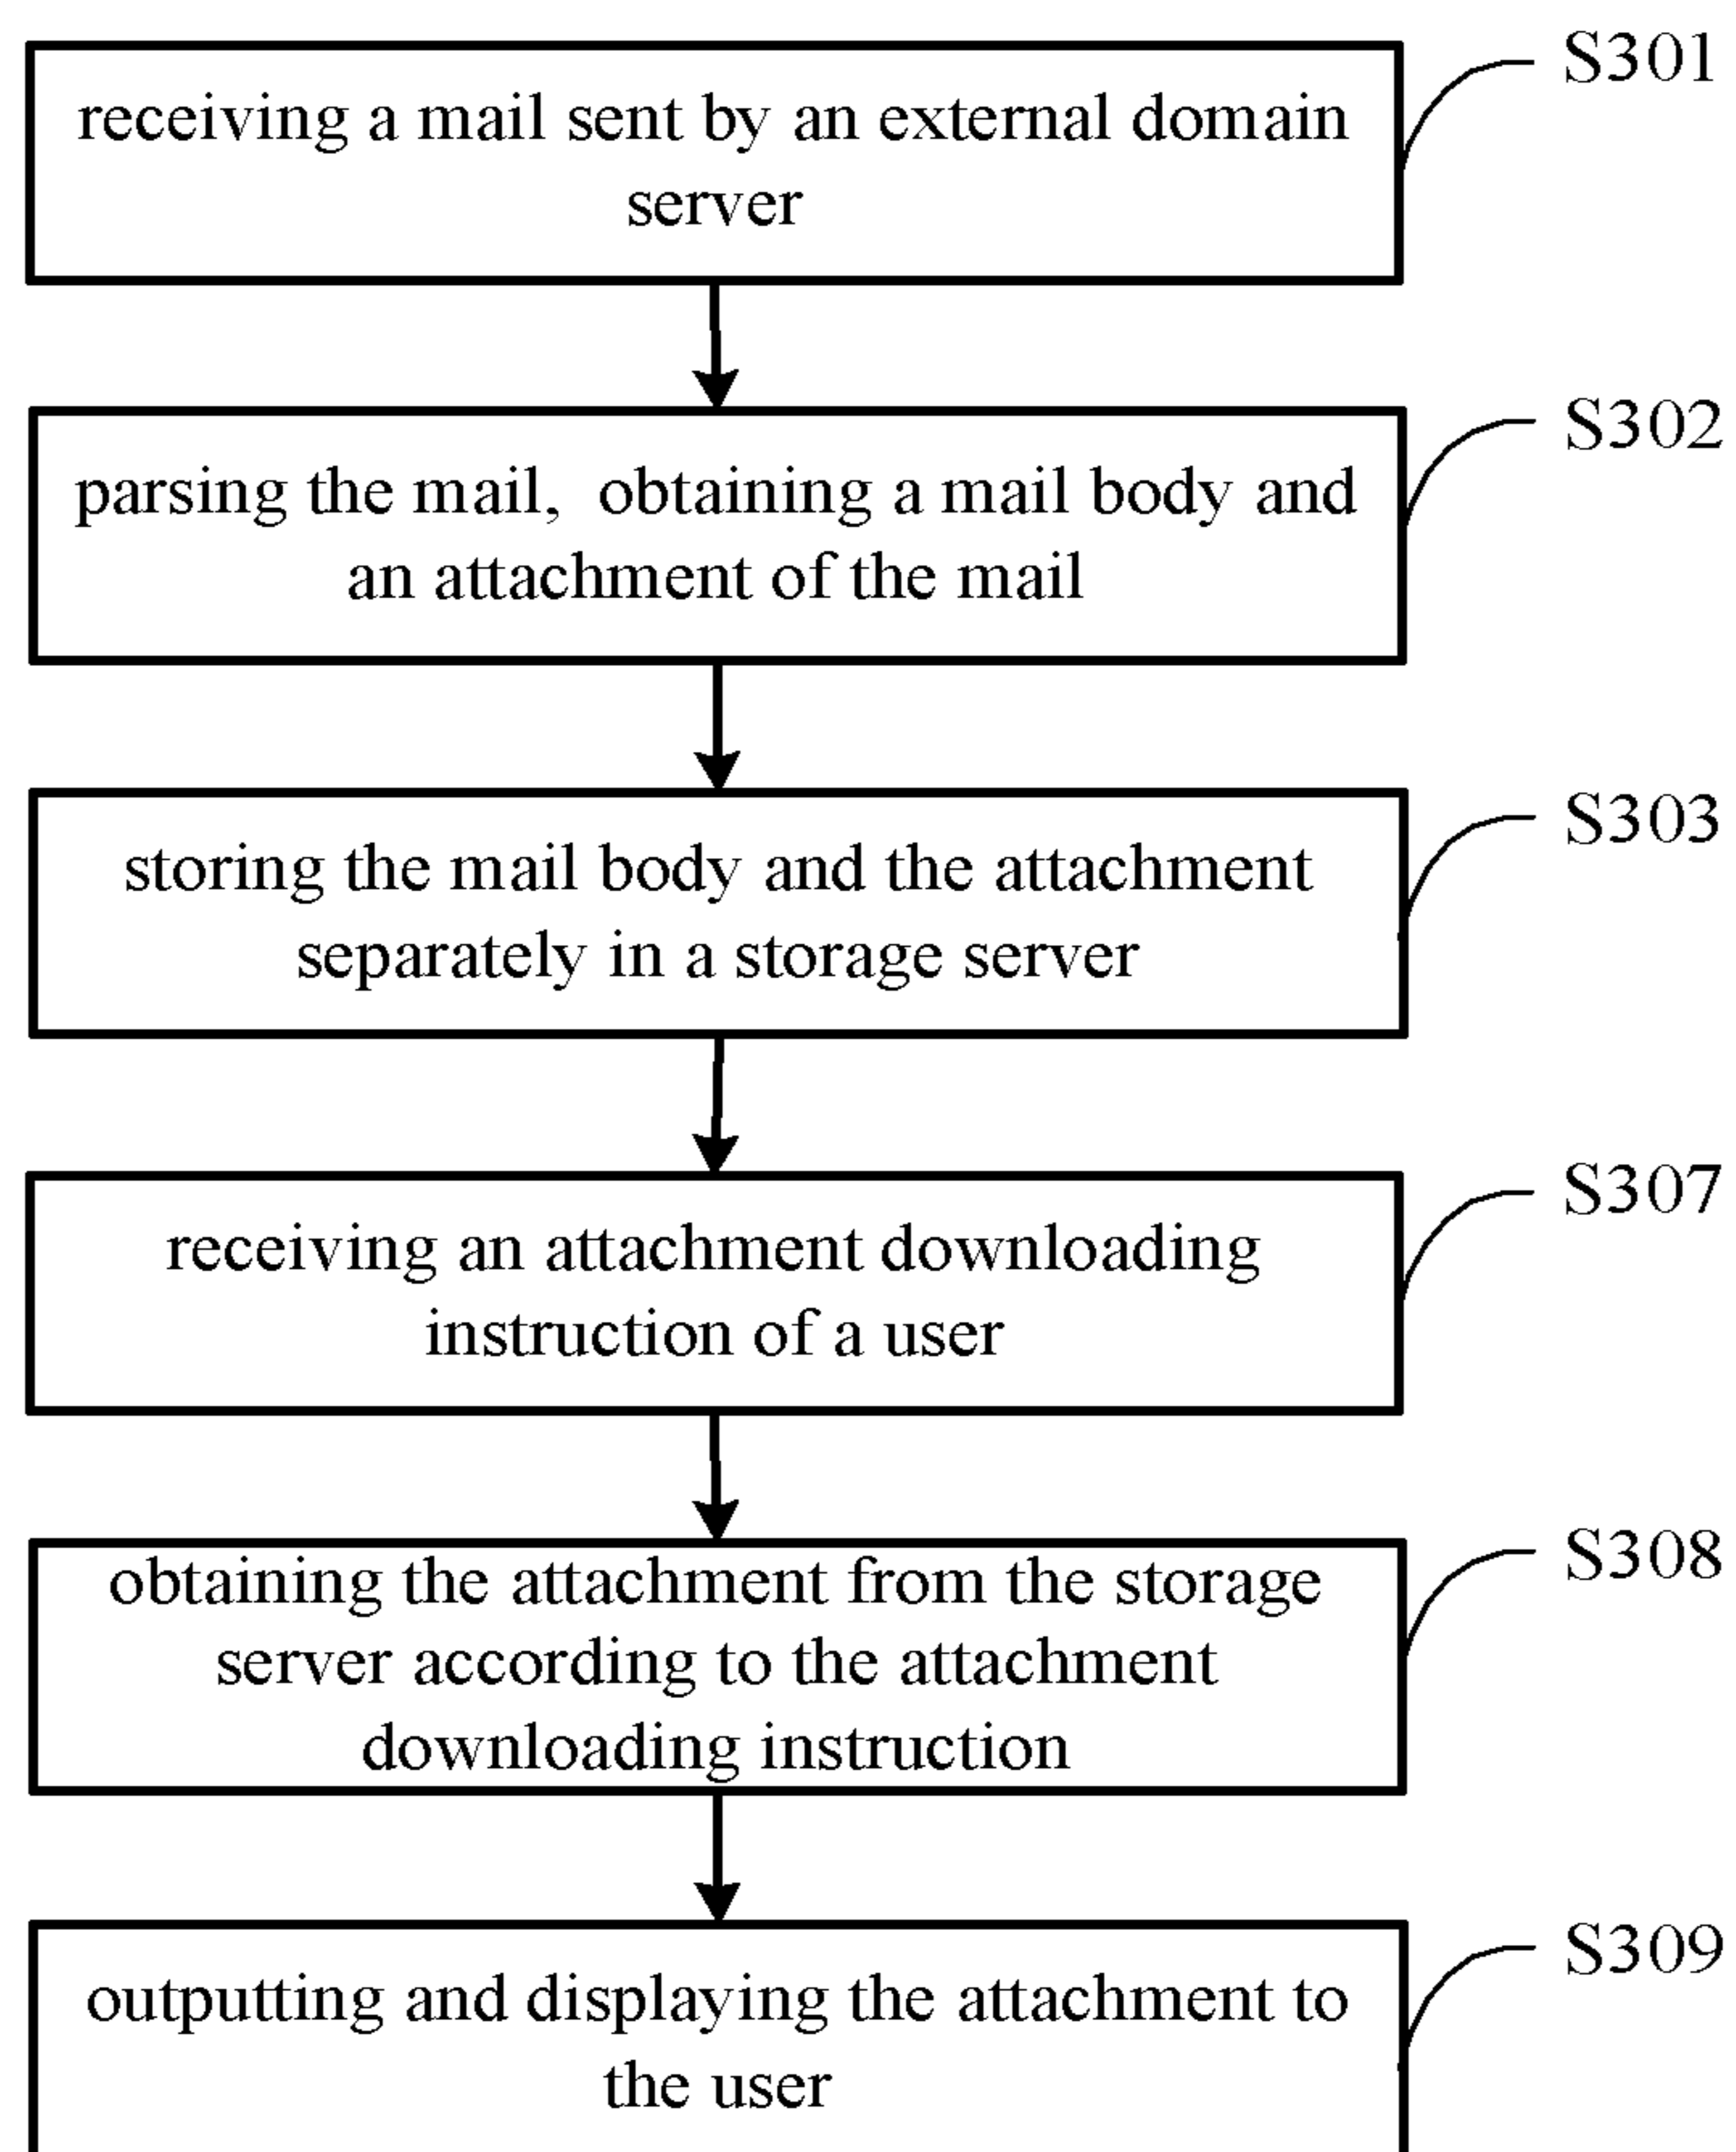 receiving a mail sent by an external domain
server
S301
parsing the mail, obtaining a mail body and
an attachment of the mail
S302
storing the mail body and the attachment
separately in a storage server
S303
receiving an attachment downloading
instruction of a user
S307
obtaining the attachment from the storage
server according to the attachment
downloading instruction
S308
outputting and displaying the attachment to
the user
S309